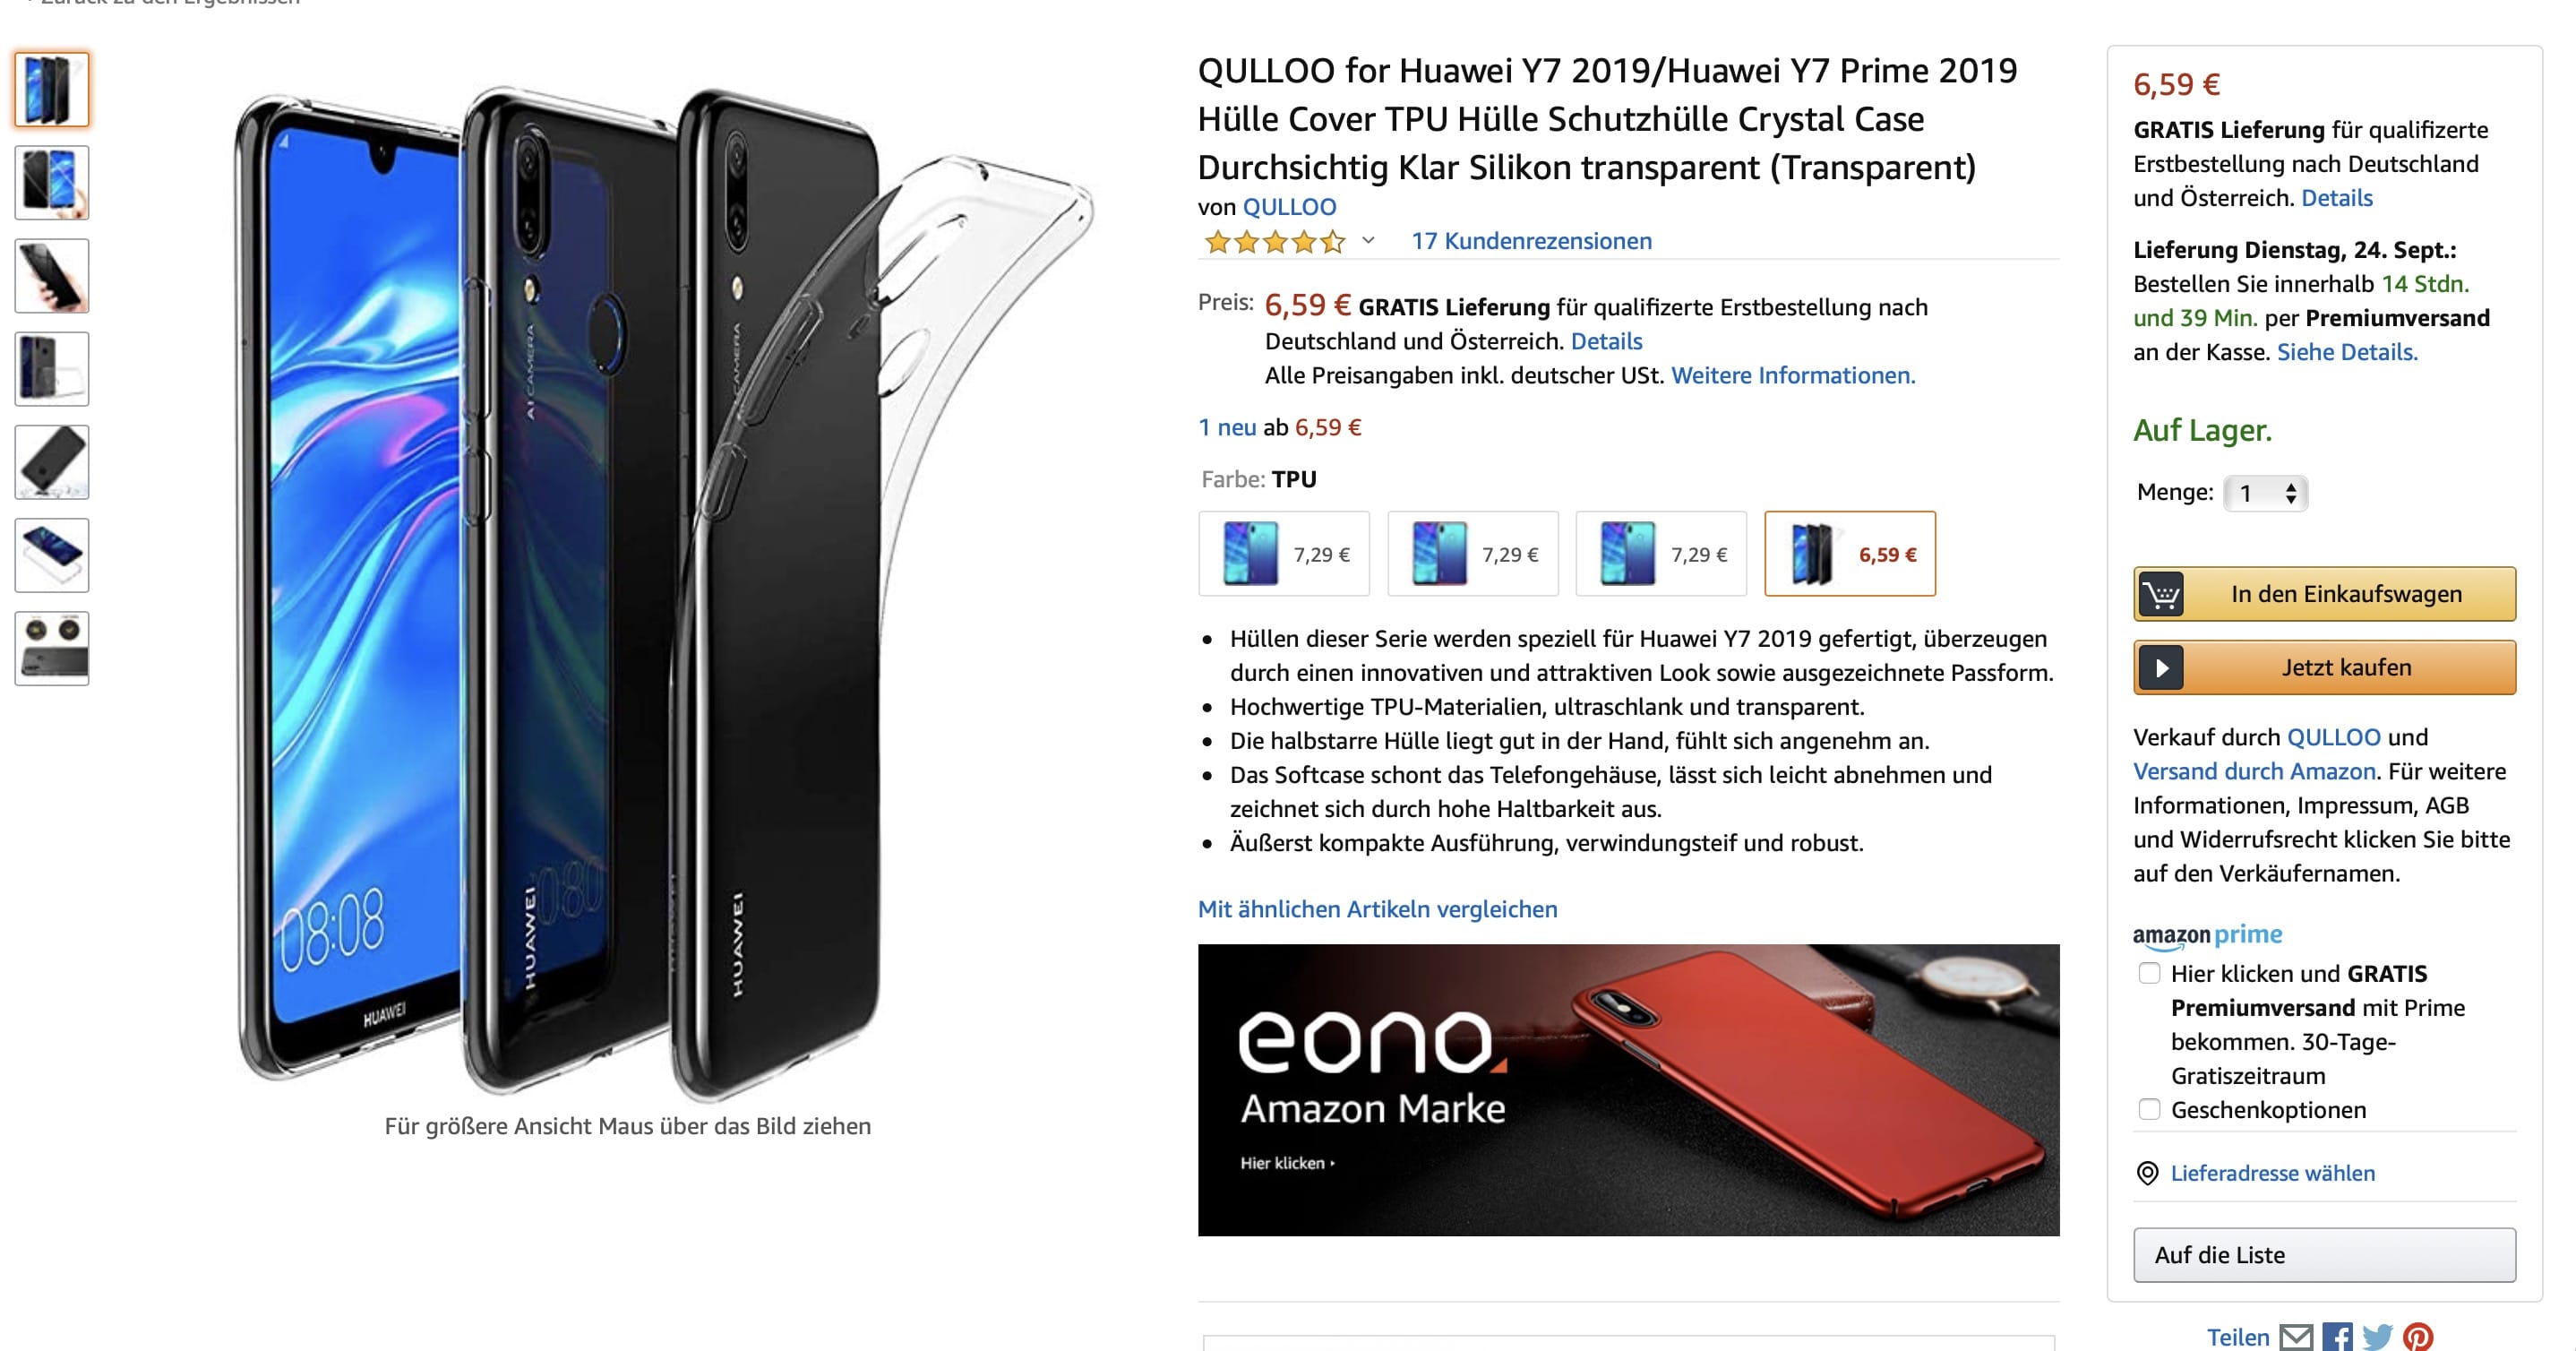 Zurück zu den Ergebnissen
08:08
HUAWEI
AI CAMERA
080
HUAWEI
CAMERA
HUAWEI
Für größere Ansicht Maus über das Bild ziehen
QULLOO for Huawei Y7 2019/Huawei Y7 Prime 2019
Hülle Cover TPU Hülle Schutzhülle Crystal Case
Durchsichtig Klar Silikon transparent (Transparent)
von QULLOO
17 Kundenrezensionen
Preis: 6,59 € GRATIS Lieferung für qualifizerte Erstbestellung nach
Deutschland und Österreich. Details
Alle Preisangaben inkl. deutscher USt. Weitere Informationen.
1 neu ab 6,59 €
Farbe: TPU
7,29 € 7,29 € 7,29 € 6,59 €
• Hüllen dieser Serie werden speziell für Huawei Y7 2019 gefertigt, überzeugen
durch einen innovativen und attraktiven Look sowie ausgezeichnete Passform.
• Hochwertige TPU-Materialien, ultraschlank und transparent.
• Die halbstarre Hülle liegt gut in der Hand, fühlt sich angenehm an.
• Das Softcase schont das Telefongehäuse, lässt sich leicht abnehmen und
zeichnet sich durch hohe Haltbarkeit aus.
• Äußerst kompakte Ausführung, verwindungsteif und robust.
Mit ähnlichen Artikeln vergleichen
eono
Amazon Marke
Hier klicken
6,59 €
GRATIS Lieferung für qualifizerte
Erstbestellung nach Deutschland
und Österreich. Details
Lieferung Dienstag, 24. Sept.:
Bestellen Sie innerhalb 14 Stdn.
und 39 Min. per Premiumversand
an der Kasse. Siehe Details.
Auf Lager.
Menge: 1
In den Einkaufswagen
Jetzt kaufen
Verkauf durch QULLOO und
Versand durch Amazon. Für weitere
Informationen, Impressum, AGB
und Widerrufsrecht klicken Sie bitte
auf den Verkäufernamen.
amazon prime
Hier klicken und GRATIS
Premiumversand mit Prime
bekommen. 30-Tage-
Gratiszeitraum
Geschenkoptionen
Lieferadresse wählen
Auf die Liste
Teilen